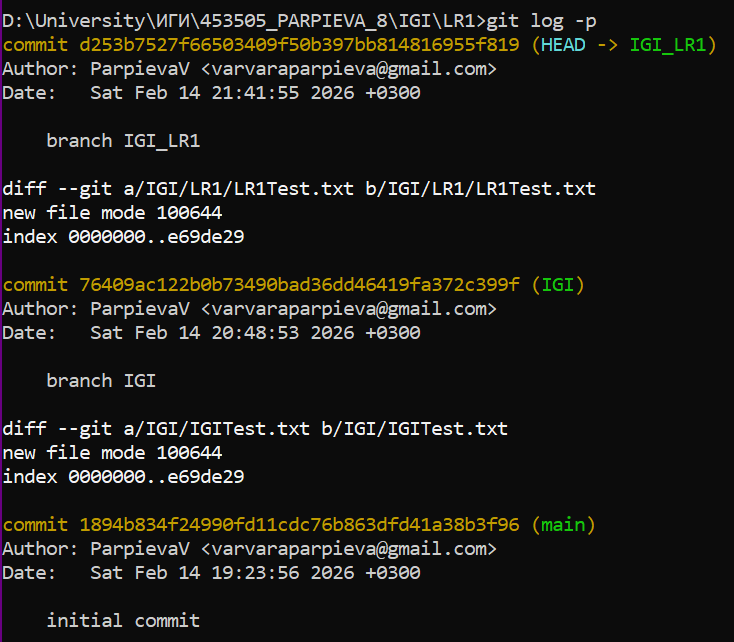 D:\University\ИГИ\453505_PARPIEVA_8\IGI\LR1>git log -p
commit d253b7527f66503409f50b397bb814816955f819 (HEAD -> IGI_LR1)
Author: ParpievaV <varvaraparpieva@gmail.com>
Date:   Sat Feb 14 21:41:55 2026 +0300

    branch IGI_LR1

diff --git a/IGI/LR1/LR1Test.txt b/IGI/LR1/LR1Test.txt
new file mode 100644
index 0000000..e69de29

commit 76409ac122b0b73490bad36dd46419fa372c399f (IGI)
Author: ParpievaV <varvaraparpieva@gmail.com>
Date:   Sat Feb 14 20:48:53 2026 +0300

    branch IGI

diff --git a/IGI/IGITest.txt b/IGI/IGITest.txt
new file mode 100644
index 0000000..e69de29

commit 1894b834f24990fd11cdc76b863dfd41a38b3f96 (main)
Author: ParpievaV <varvaraparpieva@gmail.com>
Date:   Sat Feb 14 19:23:56 2026 +0300

    initial commit